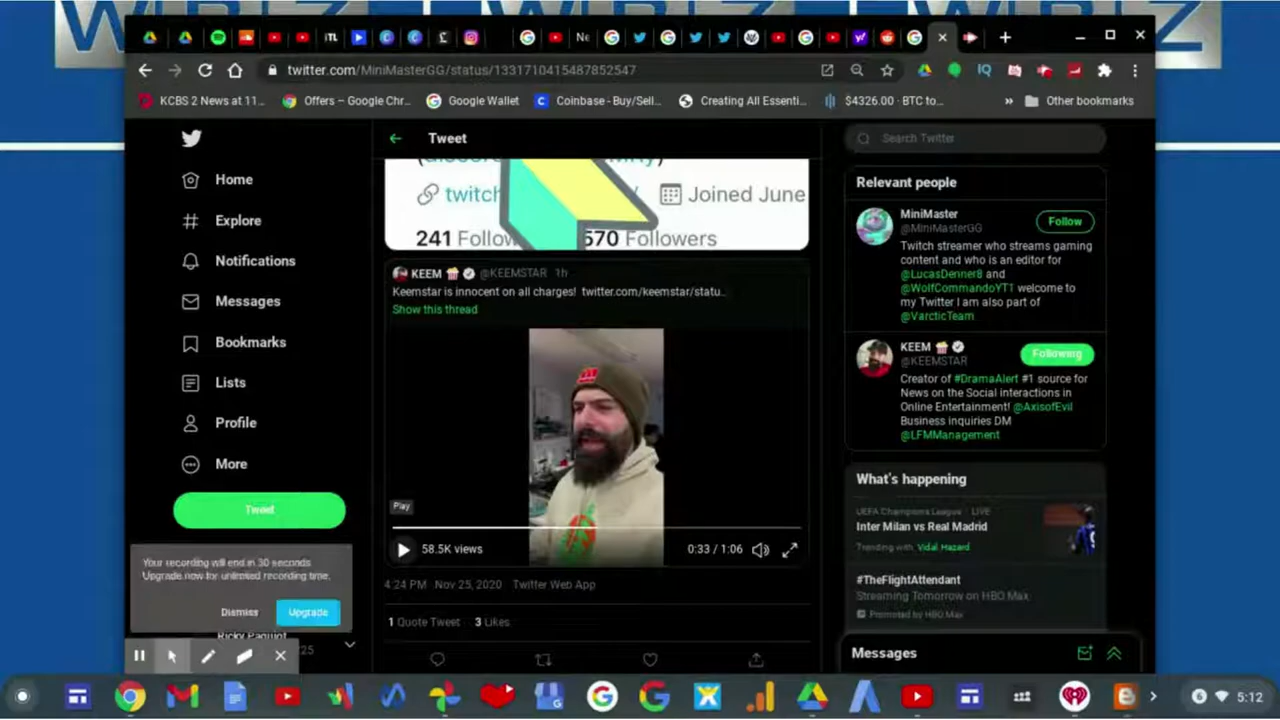 twitter.com/MiniMasterGG/status/1331710415487852547
KCBS 2 News at 11...
Offers – Google Chr...
Google Wallet
Coinbase - Buy/Sell...
Creating All Essenti...
$4326.00 · BTC to...
»
Other bookmarks
Home
Explore
Notifications
Messages
Bookmarks
Lists
Profile
More
Tweet
Your recording will end in 30 seconds.
Upgrade now for unlimited recording time.
Dismiss
Upgrade
Tweet
twitch
Joined June
241 Follow
570 Followers
KEEM @KEEMSTAR 1h
Keemstar is innocent on all charges! twitter.com/keemstar/statu...
Show this thread
Play
58.5K views
0:33 / 1:06
4:24 PM Nov 25, 2020 Twitter Web App
1 Quote Tweet 3 Likes
Search Twitter
Relevant people
MiniMaster
@MiniMasterGG
Follow
Twitch streamer who streams gaming
content and who is an editor for
@LucasDenner8 and
@WolfCommandoYT1 welcome to
my Twitter I am also part of
@VarcticTeam
KEEM
@KEEMSTAR
Following
Creator of #DramaAlert #1 source for
News on the Social interactions in
Online Entertainment! @AxisofEvil
Business inquiries DM
@LFMManagement
What's happening
UEFA Champions League · LIVE
Inter Milan vs Real Madrid
Trending with Vidal, Hazard
#TheFlightAttendant
Streaming Tomorrow on HBO Max
Promoted by HBO Max
Messages
5:12